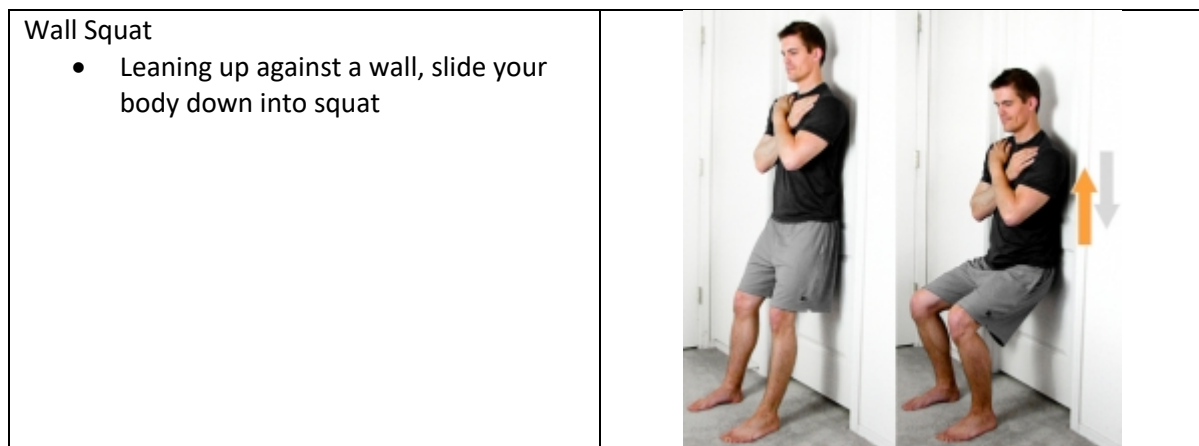 Wall Squat
• Leaning up against a wall, slide your
body down into squat